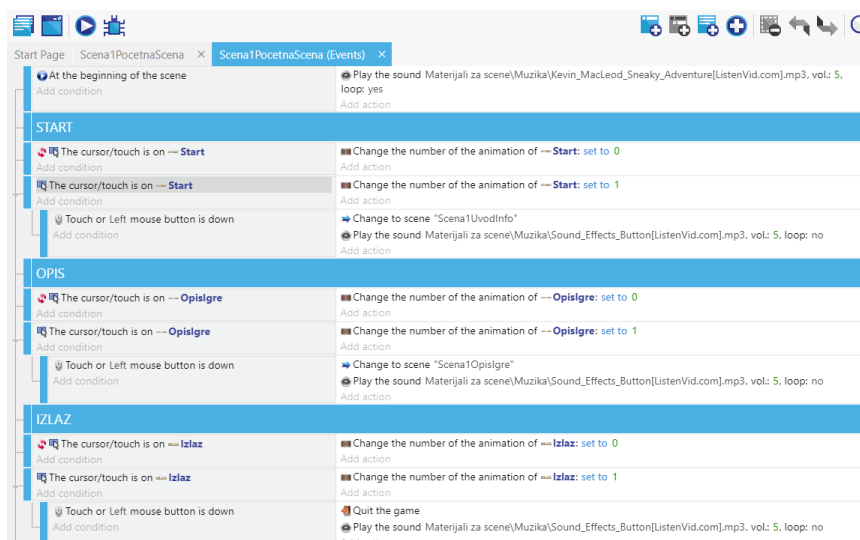 Start Page Scena1PocetnaScena × Scena1PocetnaScena (Events) ×
At the beginning of the scene
Add condition
Play the sound Materijali za scene\Muzika\Kevin_MacLeod_Sneaky_Adventure[ListenVid.com].mp3, vol.: 5,
loop: yes
Add action
START
The cursor/touch is on Start
Add condition
Change the number of the animation of Start: set to 0
Add action
The cursor/touch is on Start
Add condition
Change the number of the animation of Start: set to 1
Add action
Touch or Left mouse button is down
Add condition
Change to scene "Scena1UvodInfo"
Play the sound Materijali za scene\Muzika\Sound_Effects_Button[ListenVid.com].mp3, vol.: 5, loop: no
Add action
OPIS
The cursor/touch is on OpisIgre
Add condition
Change the number of the animation of OpisIgre: set to 0
Add action
The cursor/touch is on OpisIgre
Add condition
Change the number of the animation of OpisIgre: set to 1
Add action
Touch or Left mouse button is down
Add condition
Change to scene "Scena1OpisIgre"
Play the sound Materijali za scene\Muzika\Sound_Effects_Button[ListenVid.com].mp3, vol.: 5, loop: no
Add action
IZLAZ
The cursor/touch is on Izlaz
Add condition
Change the number of the animation of Izlaz: set to 0
Add action
The cursor/touch is on Izlaz
Add condition
Change the number of the animation of Izlaz: set to 1
Add action
Touch or Left mouse button is down
Add condition
Quit the game
Play the sound Materijali za scene\Muzika\Sound_Effects_Button[ListenVid.com].mp3, vol.: 5, loop: no